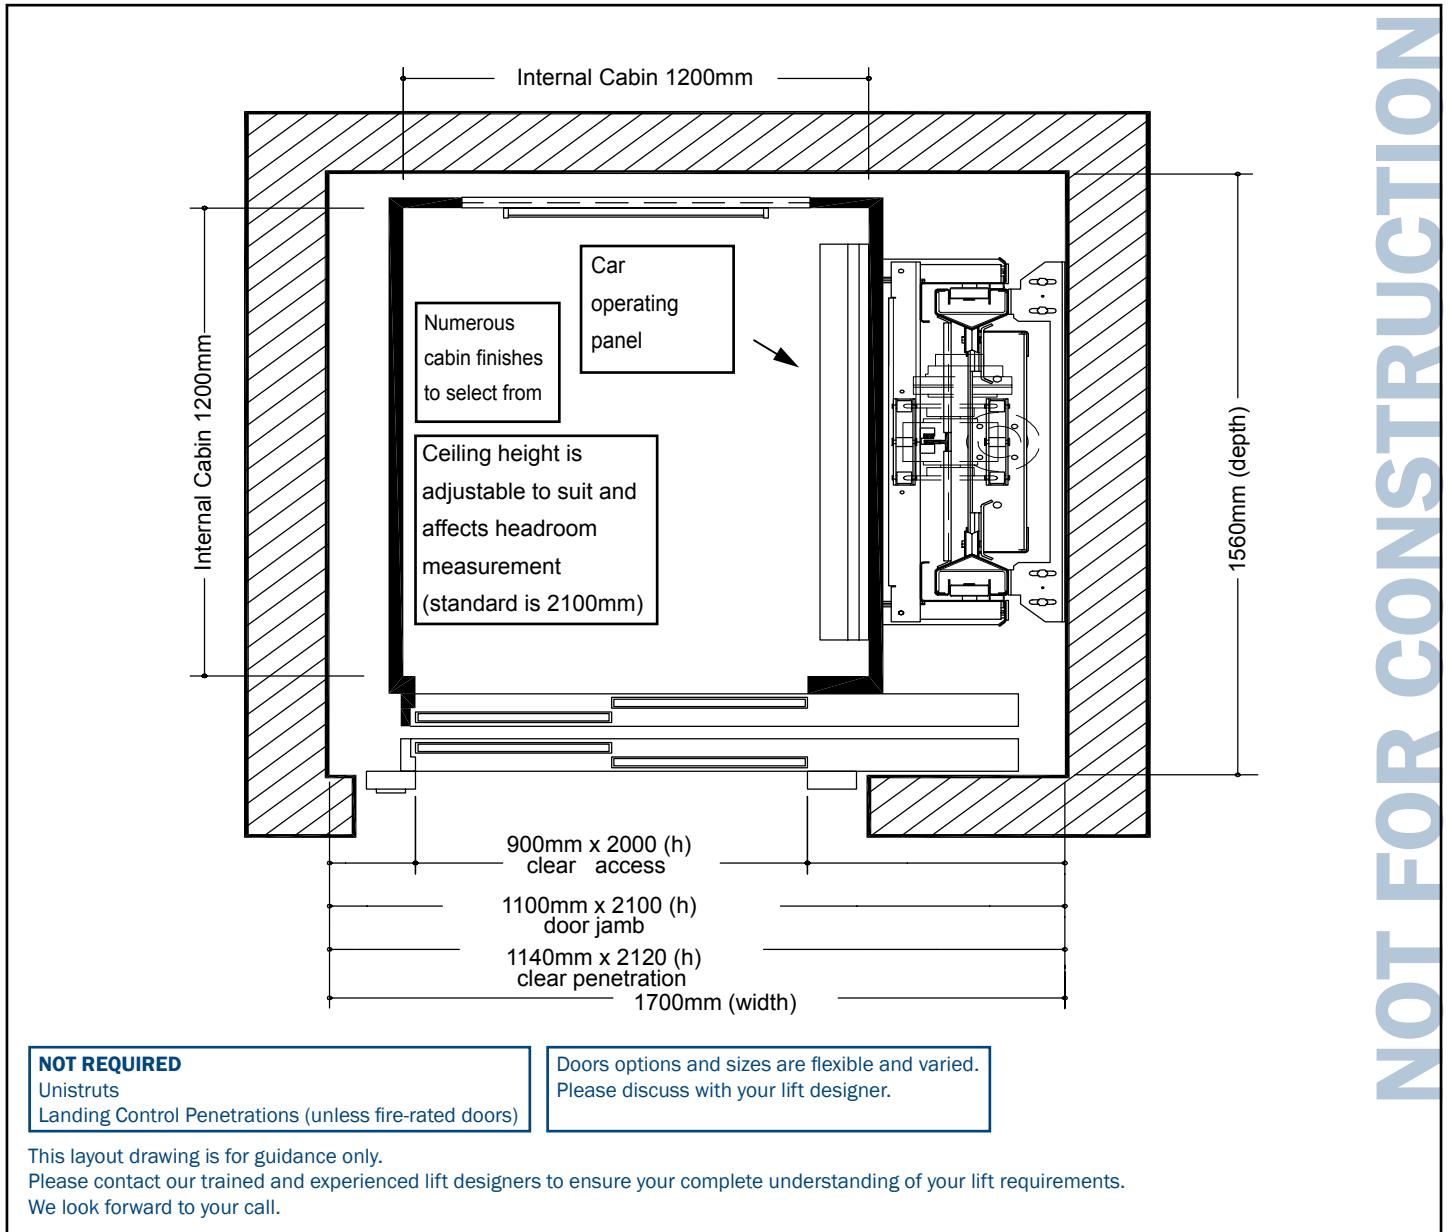 Internal Cabin 1200mm
Internal Cabin 1200mm
Car
operating
panel
Numerous
cabin finishes
to select from
Ceiling height is
adjustable to suit and
affects headroom
measurement
(standard is 2100mm)
1560mm (depth)
900mm x 2000 (h)
clear access
1100mm x 2100 (h)
door jamb
1140mm x 2120 (h)
clear penetration
1700mm (width)
NOT FOR CONSTRUCTION
NOT REQUIRED
Unistruts
Landing Control Penetrations (unless fire-rated doors)
Doors options and sizes are flexible and varied.
Please discuss with your lift designer.
This layout drawing is for guidance only.
Please contact our trained and experienced lift designers to ensure your complete understanding of your lift requirements.
We look forward to your call.